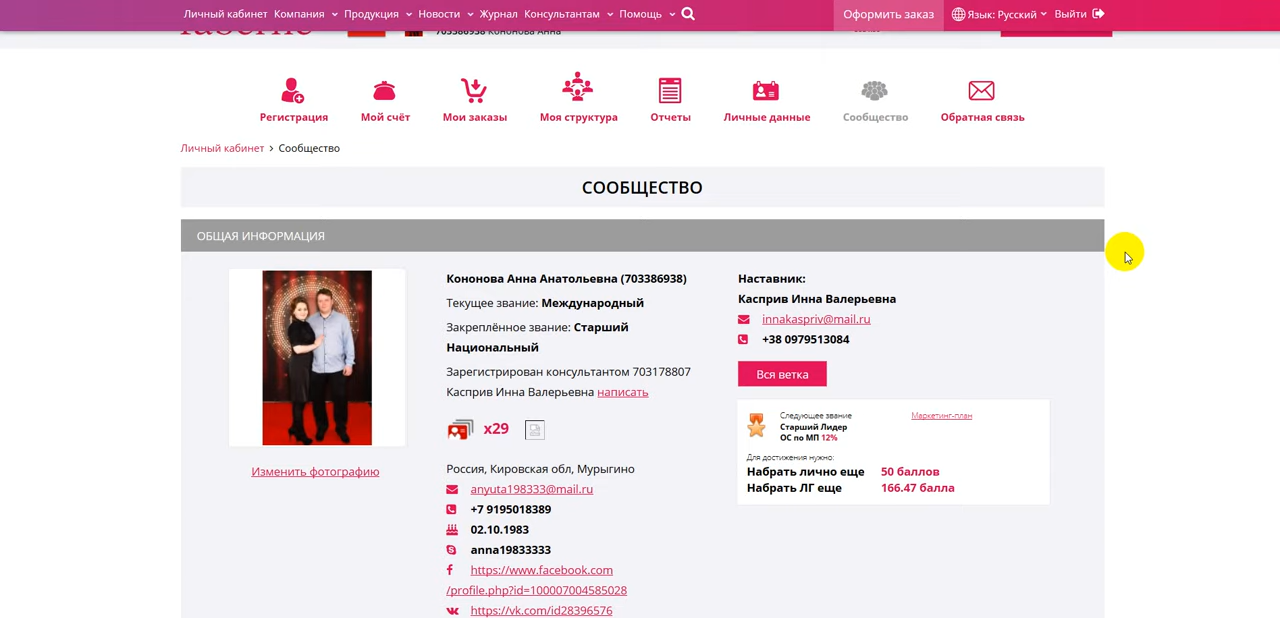 Личный кабинет Компания Продукция Новости Журнал Консультантам Помощь Оформить заказ Язык: Русский Выйти
703386938 Кононова Анна
Регистрация Мой счёт Мои заказы Моя структура Отчеты Личные данные Сообщество Обратная связь
Личный кабинет > Сообщество
СООБЩЕСТВО
ОБЩАЯ ИНФОРМАЦИЯ
Изменить фотографию
Кононова Анна Анатольевна (703386938)
Текущее звание: Международный
Закреплённое звание: Старший
Национальный
Зарегистрирован консультантом 703178807
Касприв Инна Валерьевна написать
x29
Россия, Кировская обл, Мурыгино
anyuta198333@mail.ru
+7 9195018389
02.10.1983
anna19833333
https://www.facebook.com
/profile.php?id=100007004585028
https://vk.com/id28396576
Наставник:
Касприв Инна Валерьевна
innakaspriv@mail.ru
+38 0979513084
Вся ветка
Следующее звание Маркетинг-план
Старший Лидер
ОС по МП 12%
Для достижения нужно:
Набрать лично еще 50 баллов
Набрать ЛГ еще 166.47 балла